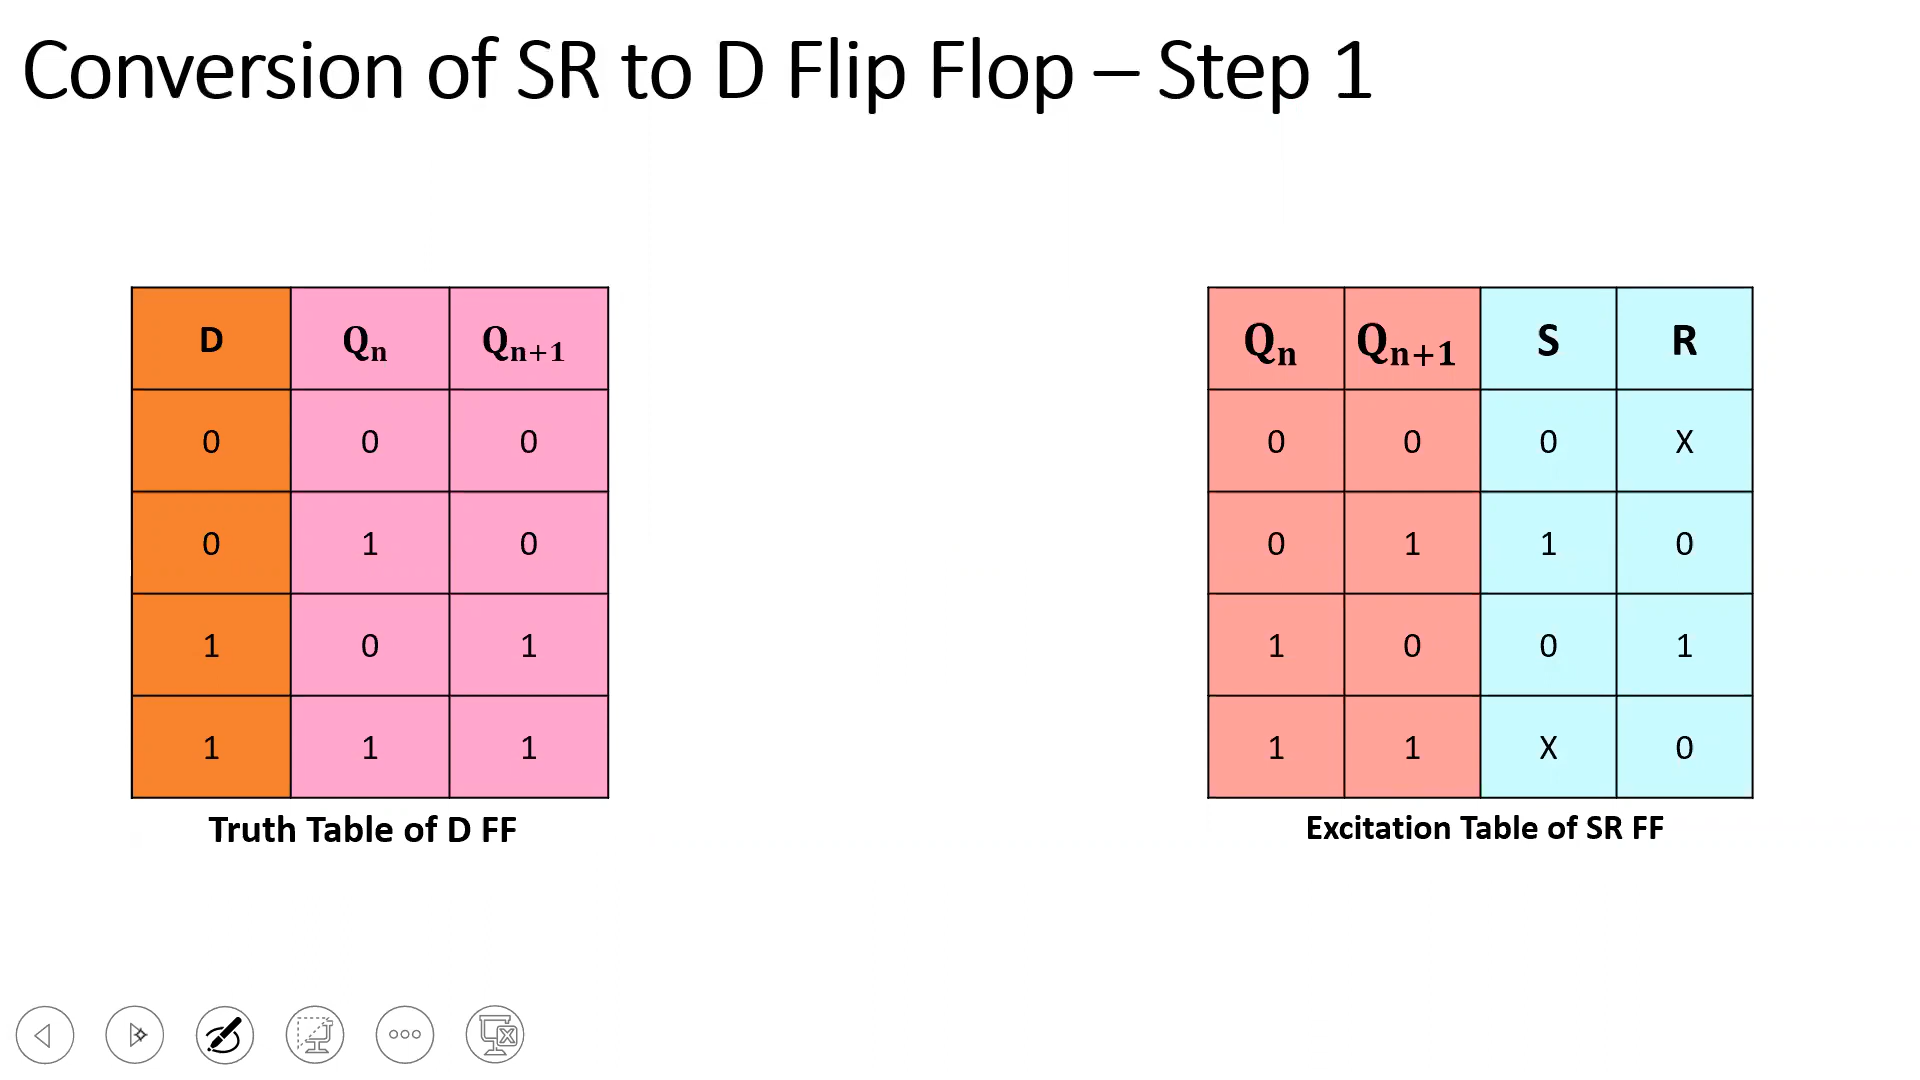 Conversion of SR to D Flip Flop – Step 1
D Qn Qn+1
0 0 0
0 1 0
1 0 1
1 1 1
Truth Table of D FF
Qn Qn+1 S R
0 0 0 X
0 1 1 0
1 0 0 1
1 1 X 0
Excitation Table of SR FF